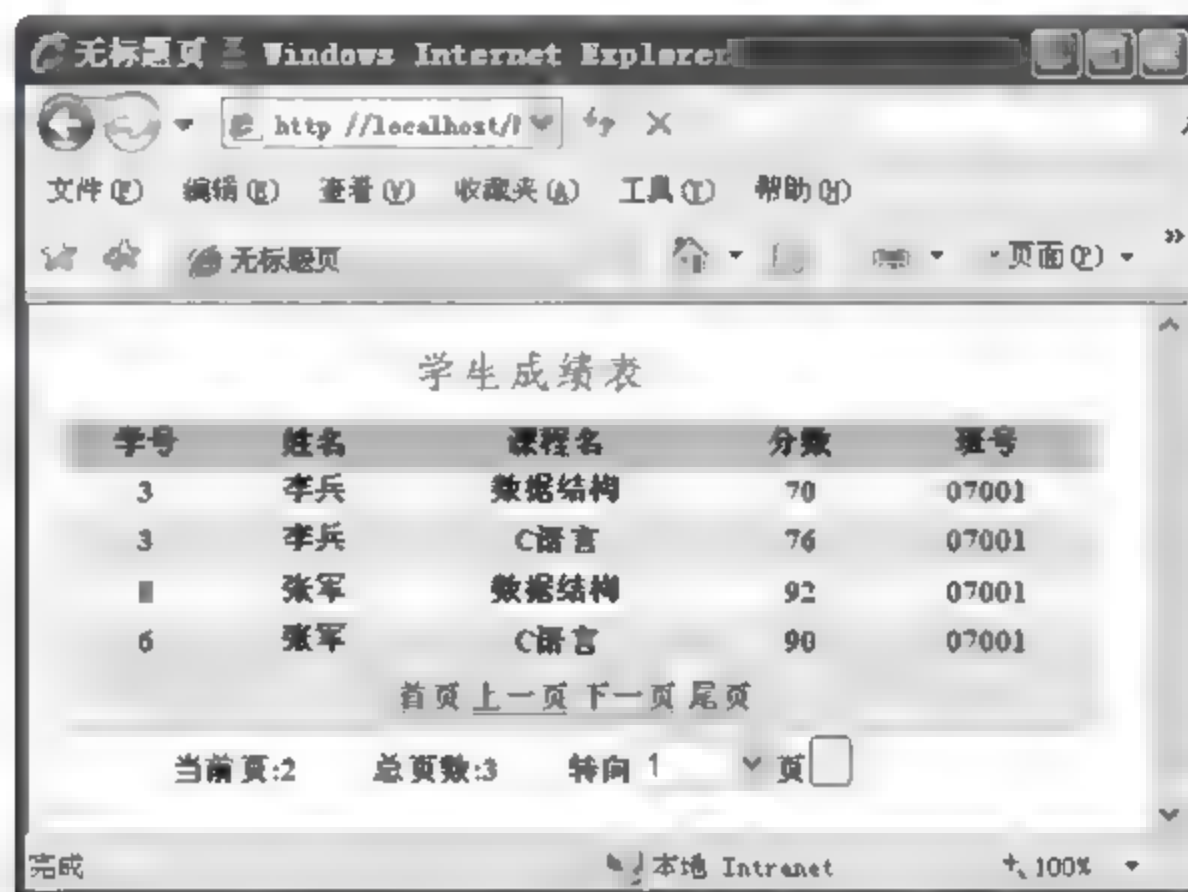 无标题页 Windows Internet Explorer
http //localhost/
文件(F) 编辑(E) 查看(V) 收藏夹(A) 工具(T) 帮助(H)
无标题页 页面(P) »
学生成绩表
学号 姓名 课程名 分数 班号
3 李兵 数据结构 70 07001
3 李兵 C语言 76 07001
张军 数据结构 92 07001
6 张军 C语言 90 07001
首页 上一页 下一页 尾页
当前页:2 总页数:3 转向 1 页
完成 本地 Intranet 100%